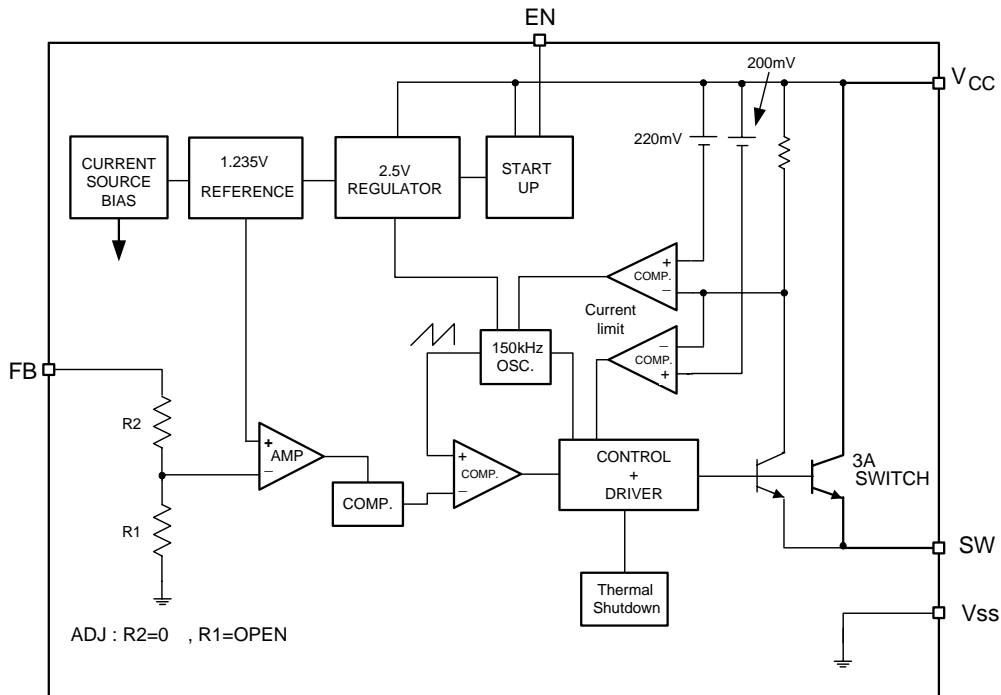 EN
200mV
VCC
220mV
CURRENT
SOURCE
BIAS
1.235V
REFERENCE
2.5V
REGULATOR
START
UP
+
COMP.
−
Current
limit
−
COMP.
+
150kHz
OSC.
FB
R2
+
AMP
−
+
COMP.
−
CONTROL
+
DRIVER
3A
SWITCH
COMP.
R1
SW
Thermal
Shutdown
Vss
ADJ : R2=0 , R1=OPEN